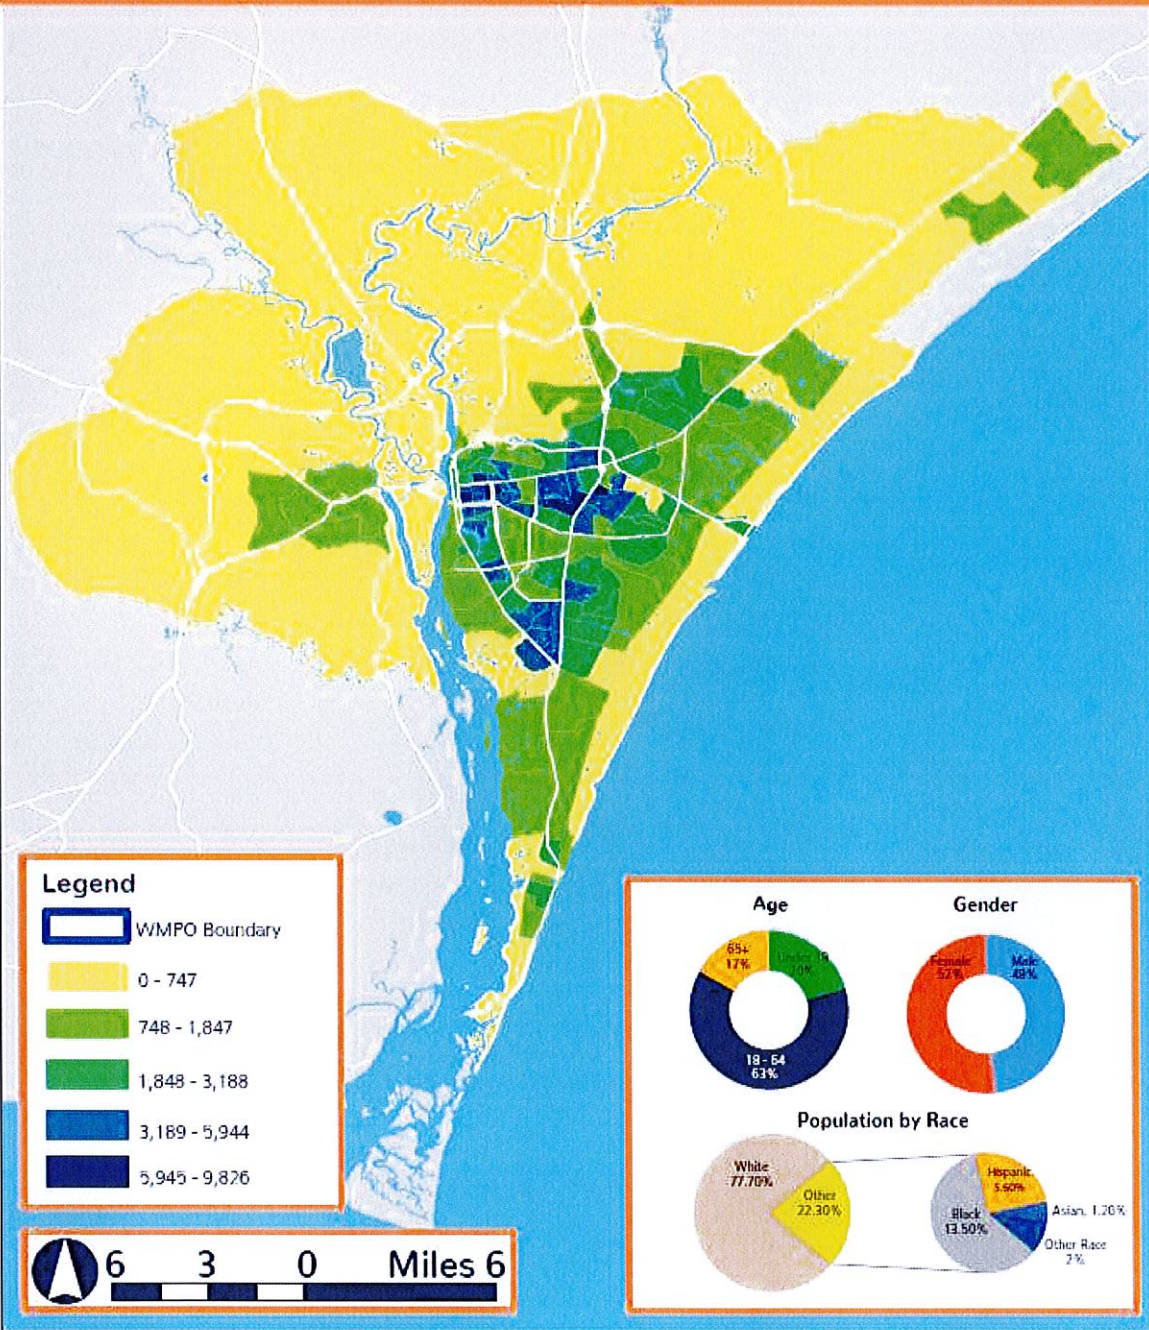 Legend
WMPO Boundary
0 - 747
748 - 1,847
1,848 - 3,188
3,189 - 5,944
5,945 - 9,826
6 3 0 Miles 6
Age
65+
17%
Under 18
20%
18 - 64
63%
Gender
Female
52%
Male
48%
Population by Race
White
77.70%
Other
22.30%
Hispanic
5.60%
Black
13.50%
Asian, 1.20%
Other Race
2%